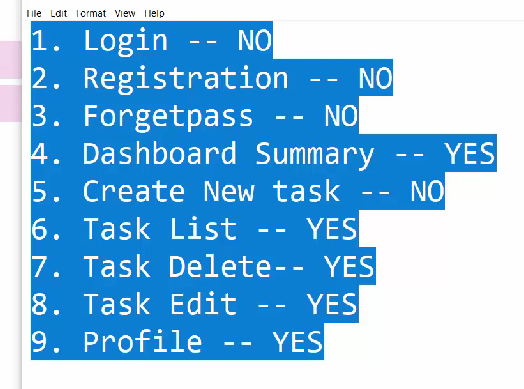 File Edit Format View Help
1. Login -- NO
2. Registration -- NO
3. Forgetpass -- NO
4. Dashboard Summary -- YES
5. Create New task -- NO
6. Task List -- YES
7. Task Delete-- YES
8. Task Edit -- YES
9. Profile -- YES